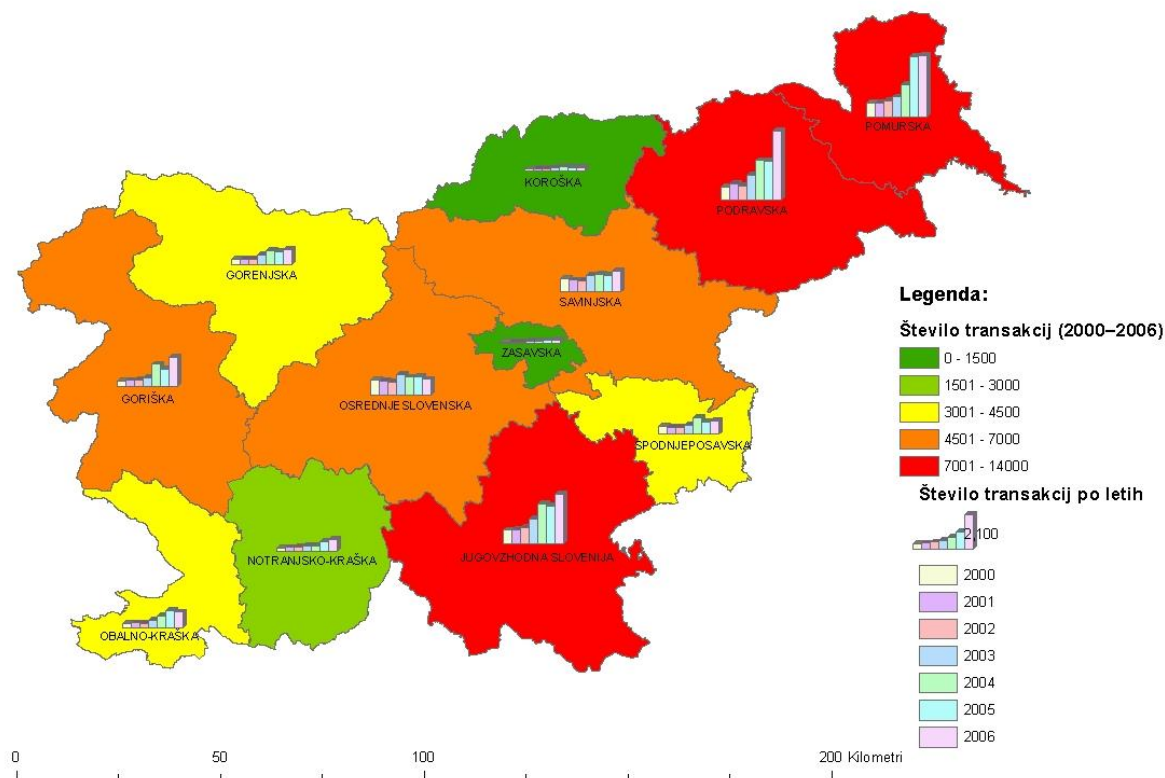 POMURSKA
KOROŠKA
PODRAVSKA
GORENJSKA
SAVINJSKA
ZASAVSKA
GORIŠKA
OSREDNJESLOVENSKA
SPODNJEPOSAVSKA
NOTRANJSKO-KRAŠKA
JUGOVZHODNA SLOVENIJA
OBALNO-KRAŠKA
Legenda:
Število transakcij (2000–2006)
0 - 1500
1501 - 3000
3001 - 4500
4501 - 7000
7001 - 14000
Število transakcij po letih
2,100
2000
2001
2002
2003
2004
2005
2006
0 50 100 200 Kilometri